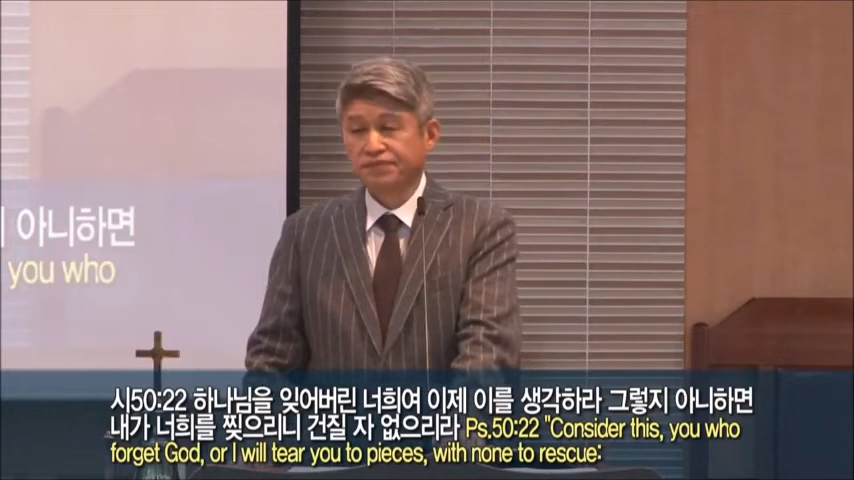 아니하면
you who
시50:22 하나님을 잊어버린 너희여 이제 이를 생각하라 그렇지 아니하면
내가 너희를 찢으리니 건질 자 없으리라 Ps.50:22 "Consider this, you who
forget God, or I will tear you to pieces, with none to rescue: